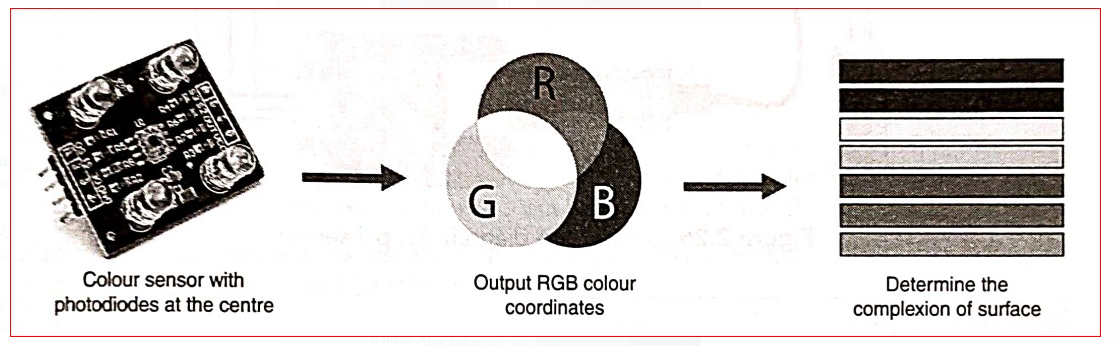 R
G
B
Colour sensor with
photodiodes at the centre
Output RGB colour
coordinates
Determine the
complexion of surface